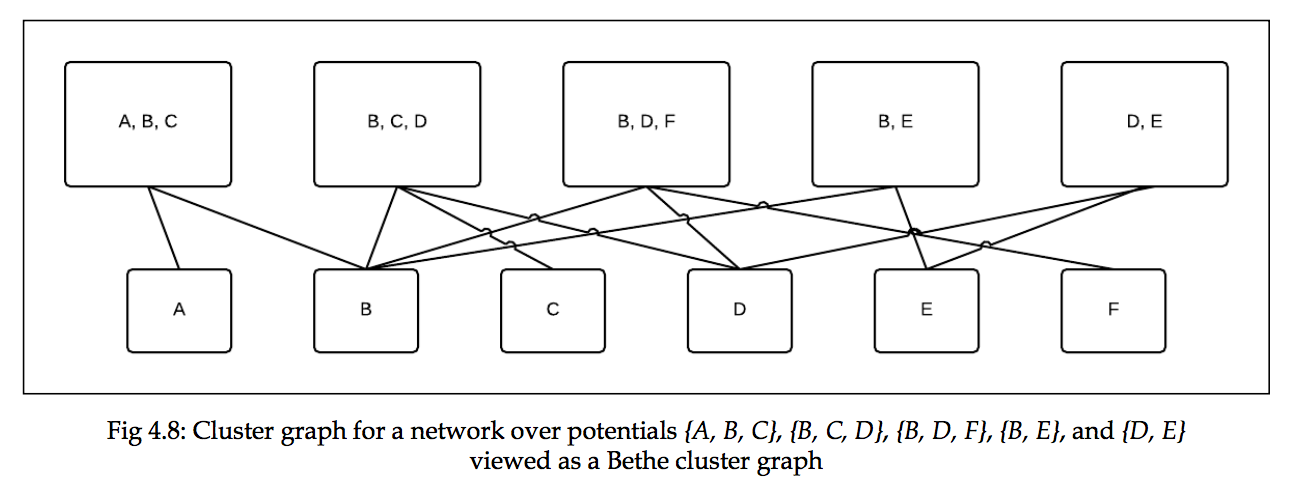 A, B, C
B, C, D
B, D, F
B, E
D, E
A
B
C
D
E
F
Fig 4.8: Cluster graph for a network over potentials {A, B, C}, {B, C, D}, {B, D, F}, {B, E}, and {D, E}
viewed as a Bethe cluster graph